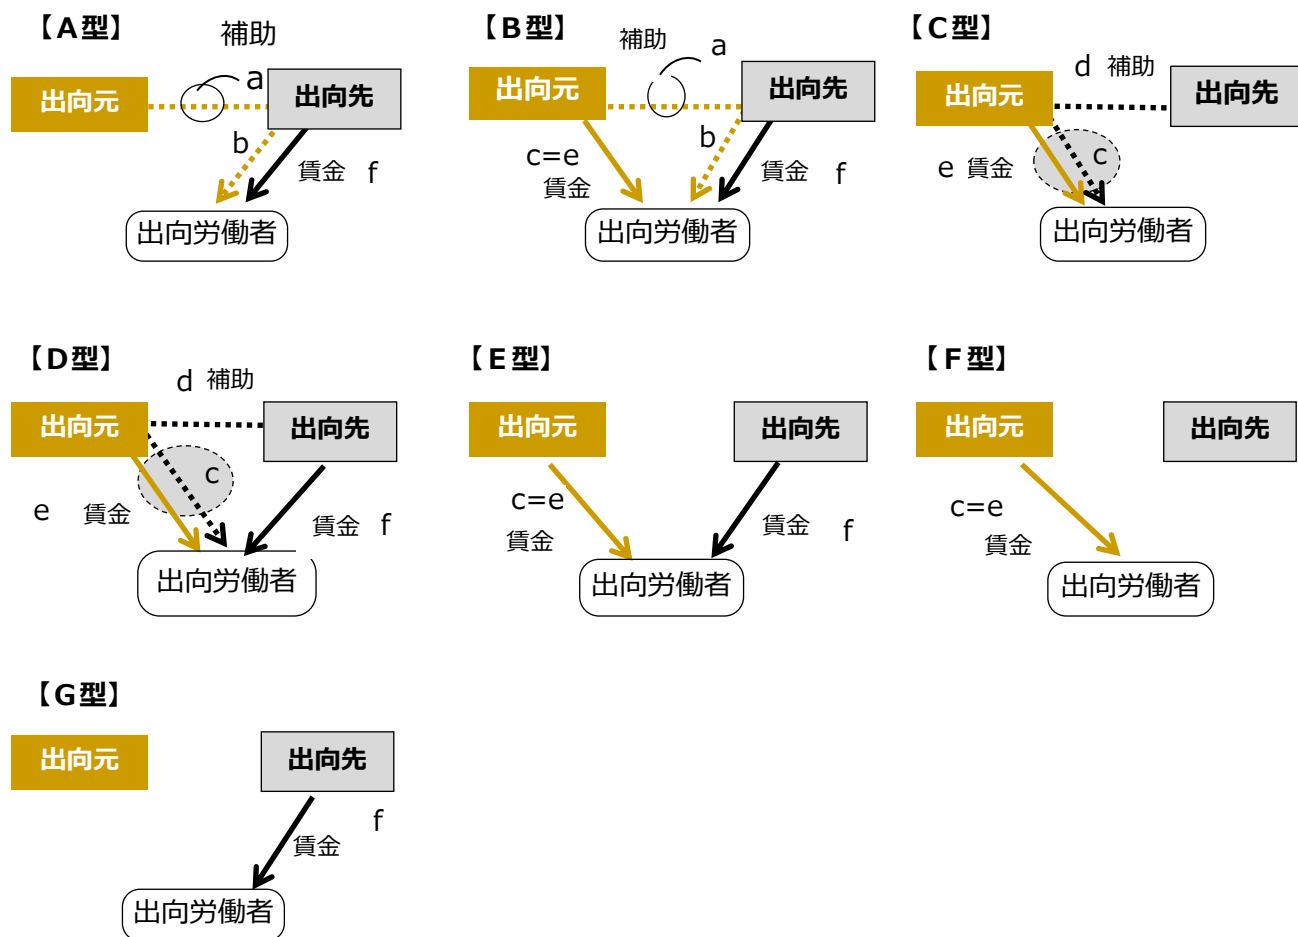 【A型】
補助
a
出向元
出向先
b
賃金 f
出向労働者
【B型】
補助
a
出向元
出向先
b
c=e
賃金
賃金 f
出向労働者
【C型】
d 補助
出向元
出向先
e 賃金
c
出向労働者
【D型】
d 補助
出向元
出向先
c
e 賃金
賃金 f
出向労働者
【E型】
出向元
出向先
c=e
賃金
賃金 f
出向労働者
【F型】
出向元
出向先
c=e
賃金
出向労働者
【G型】
出向元
出向先
f
賃金
出向労働者